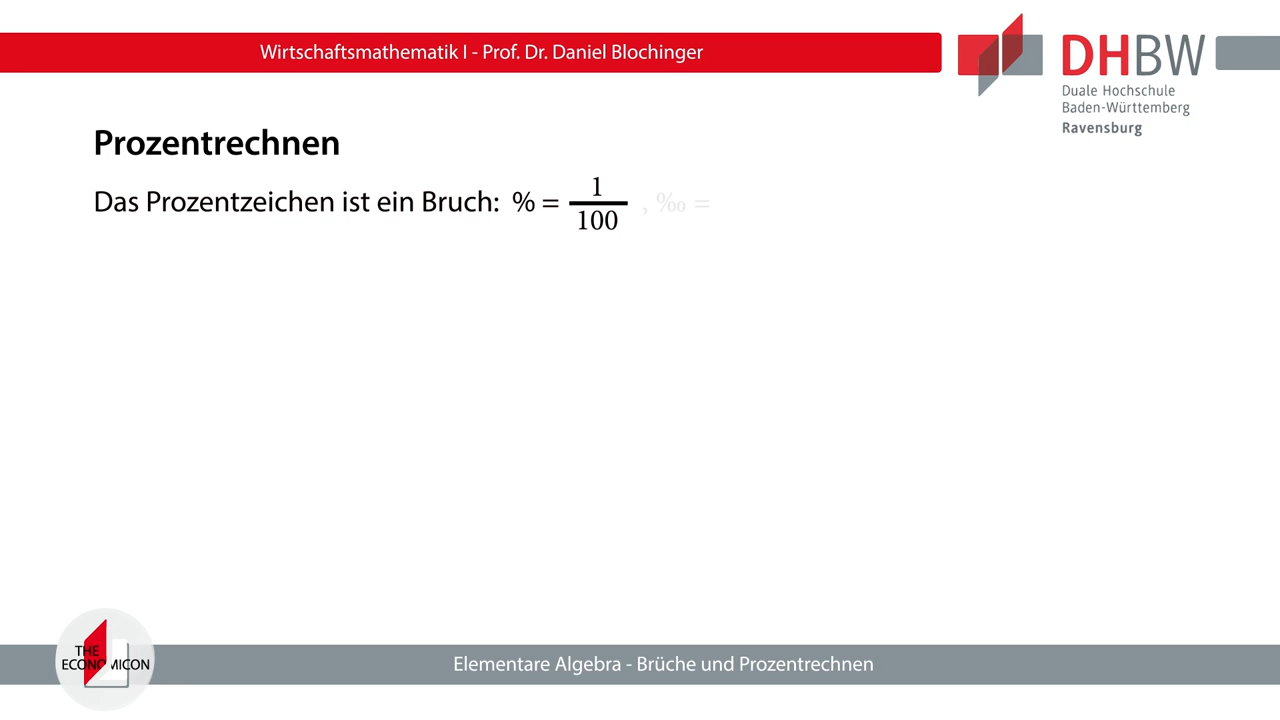 Wirtschaftsmathematik I - Prof. Dr. Daniel Blochinger
DHBW
Duale Hochschule
Baden-Württemberg
Ravensburg
Prozentrechnen
Das Prozentzeichen ist ein Bruch: % = 1/100 , ‰ =
THE
ECONOMICON
Elementare Algebra - Brüche und Prozentrechnen